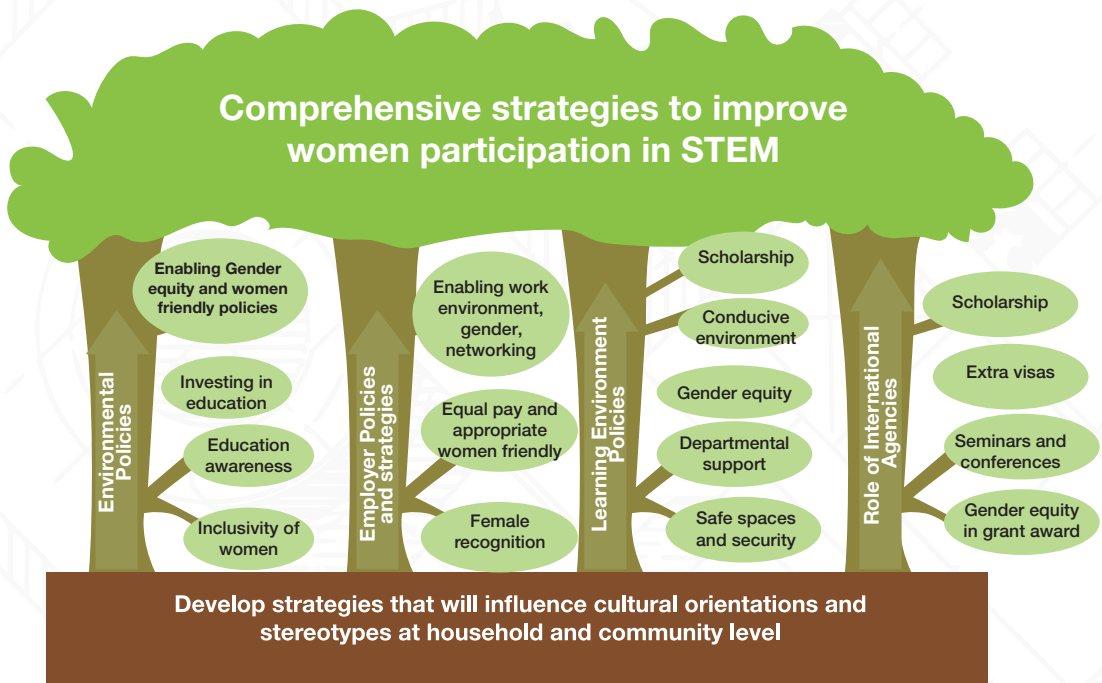 Comprehensive strategies to improve
women participation in STEM
Environmental
Policies
Enabling Gender
equity and women
friendly policies
Investing in
education
Education
awareness
Inclusivity of
women
Employer Policies
and strategies
Enabling work
environment,
gender,
networking
Equal pay and
appropriate
women friendly
Female
recognition
Learning Environment
Policies
Scholarship
Conducive
environment
Gender equity
Departmental
support
Safe spaces
and security
Role of International
Agencies
Scholarship
Extra visas
Seminars and
conferences
Gender equity
in grant award
Develop strategies that will influence cultural orientations and
stereotypes at household and community level